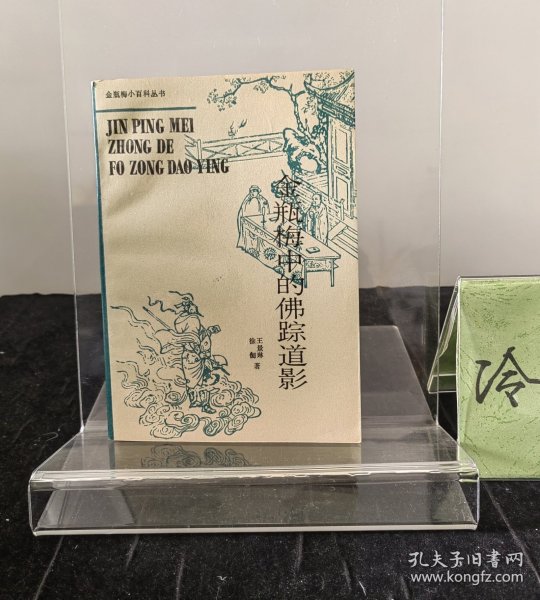 金瓶梅小百科丛书
JIN PING MEI
ZHONG DE
FO ZONG DAO YING
金瓶梅中的佛踪道影
王景琳
徐匋 著
冷
孔夫子旧书网
www.kongfz.com